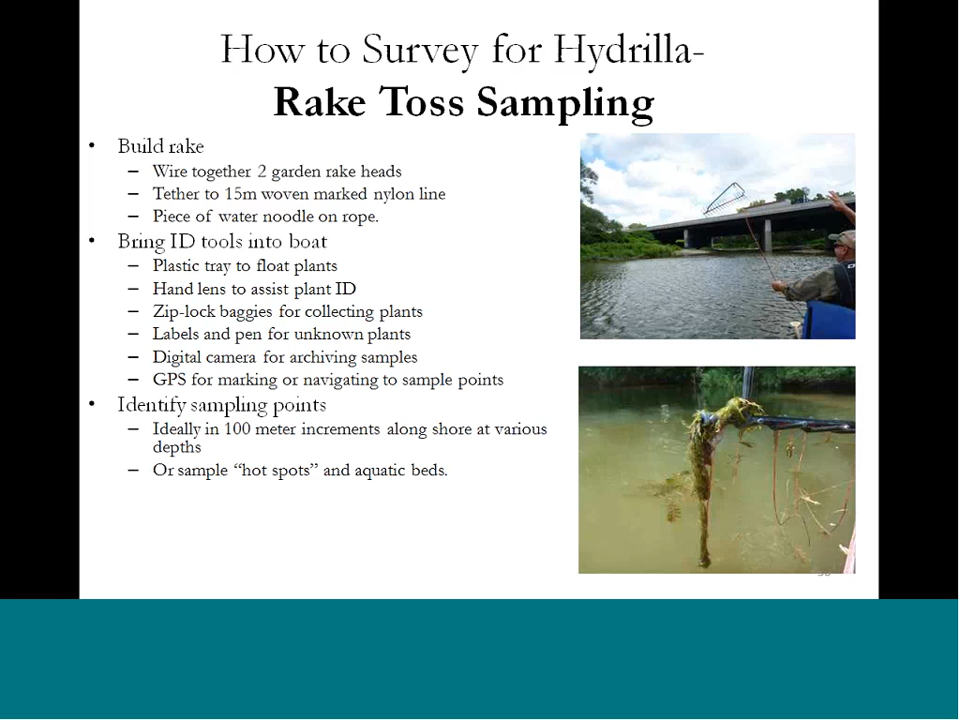 How to Survey for Hydrilla-
Rake Toss Sampling
• Build rake
– Wire together 2 garden rake heads
– Tether to 15m woven marked nylon line
– Piece of water noodle on rope.
• Bring ID tools into boat
– Plastic tray to float plants
– Hand lens to assist plant ID
– Zip-lock baggies for collecting plants
– Labels and pen for unknown plants
– Digital camera for archiving samples
– GPS for marking or navigating to sample points
• Identify sampling points
– Ideally in 100 meter increments along shore at various
depths
– Or sample “hot spots” and aquatic beds.